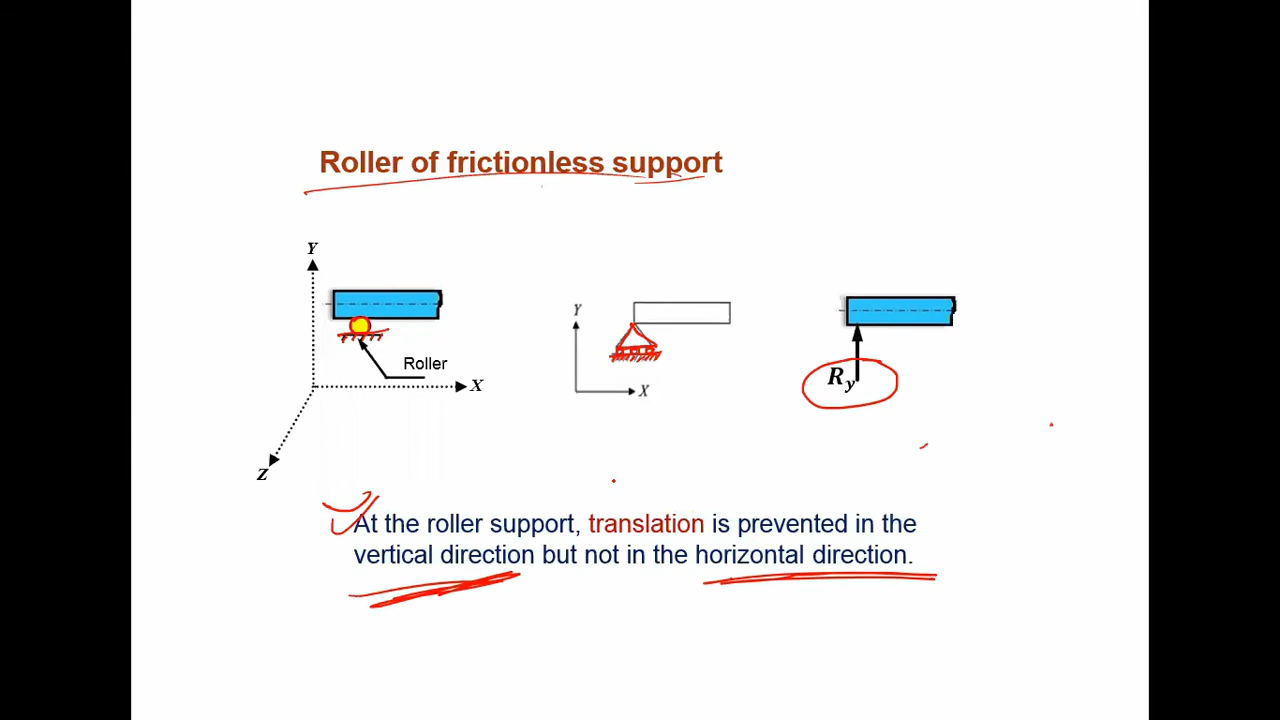 Roller of frictionless support
Y
Roller
X
Z
Y
X
Ry
At the roller support, translation is prevented in the
vertical direction but not in the horizontal direction.